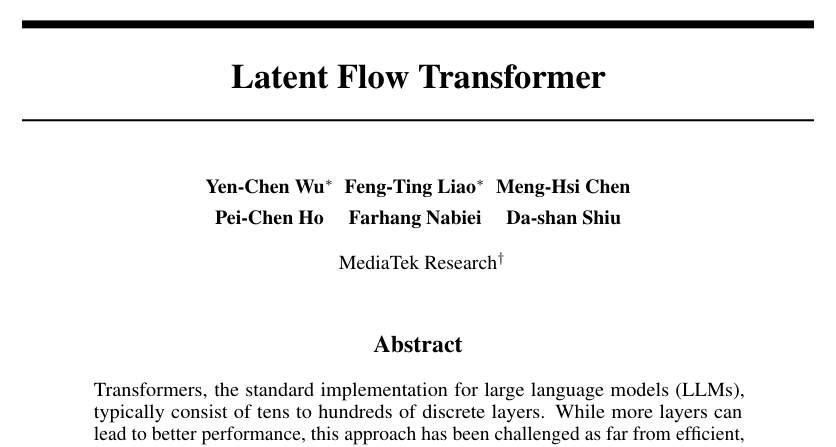 Latent Flow Transformer
Yen-Chen Wu* Feng-Ting Liao* Meng-Hsi Chen
Pei-Chen Ho Farhang Nabiei Da-shan Shiu
MediaTek Research†
Abstract
Transformers, the standard implementation for large language models (LLMs),
typically consist of tens to hundreds of discrete layers. While more layers can
lead to better performance, this approach has been challenged as far from efficient,